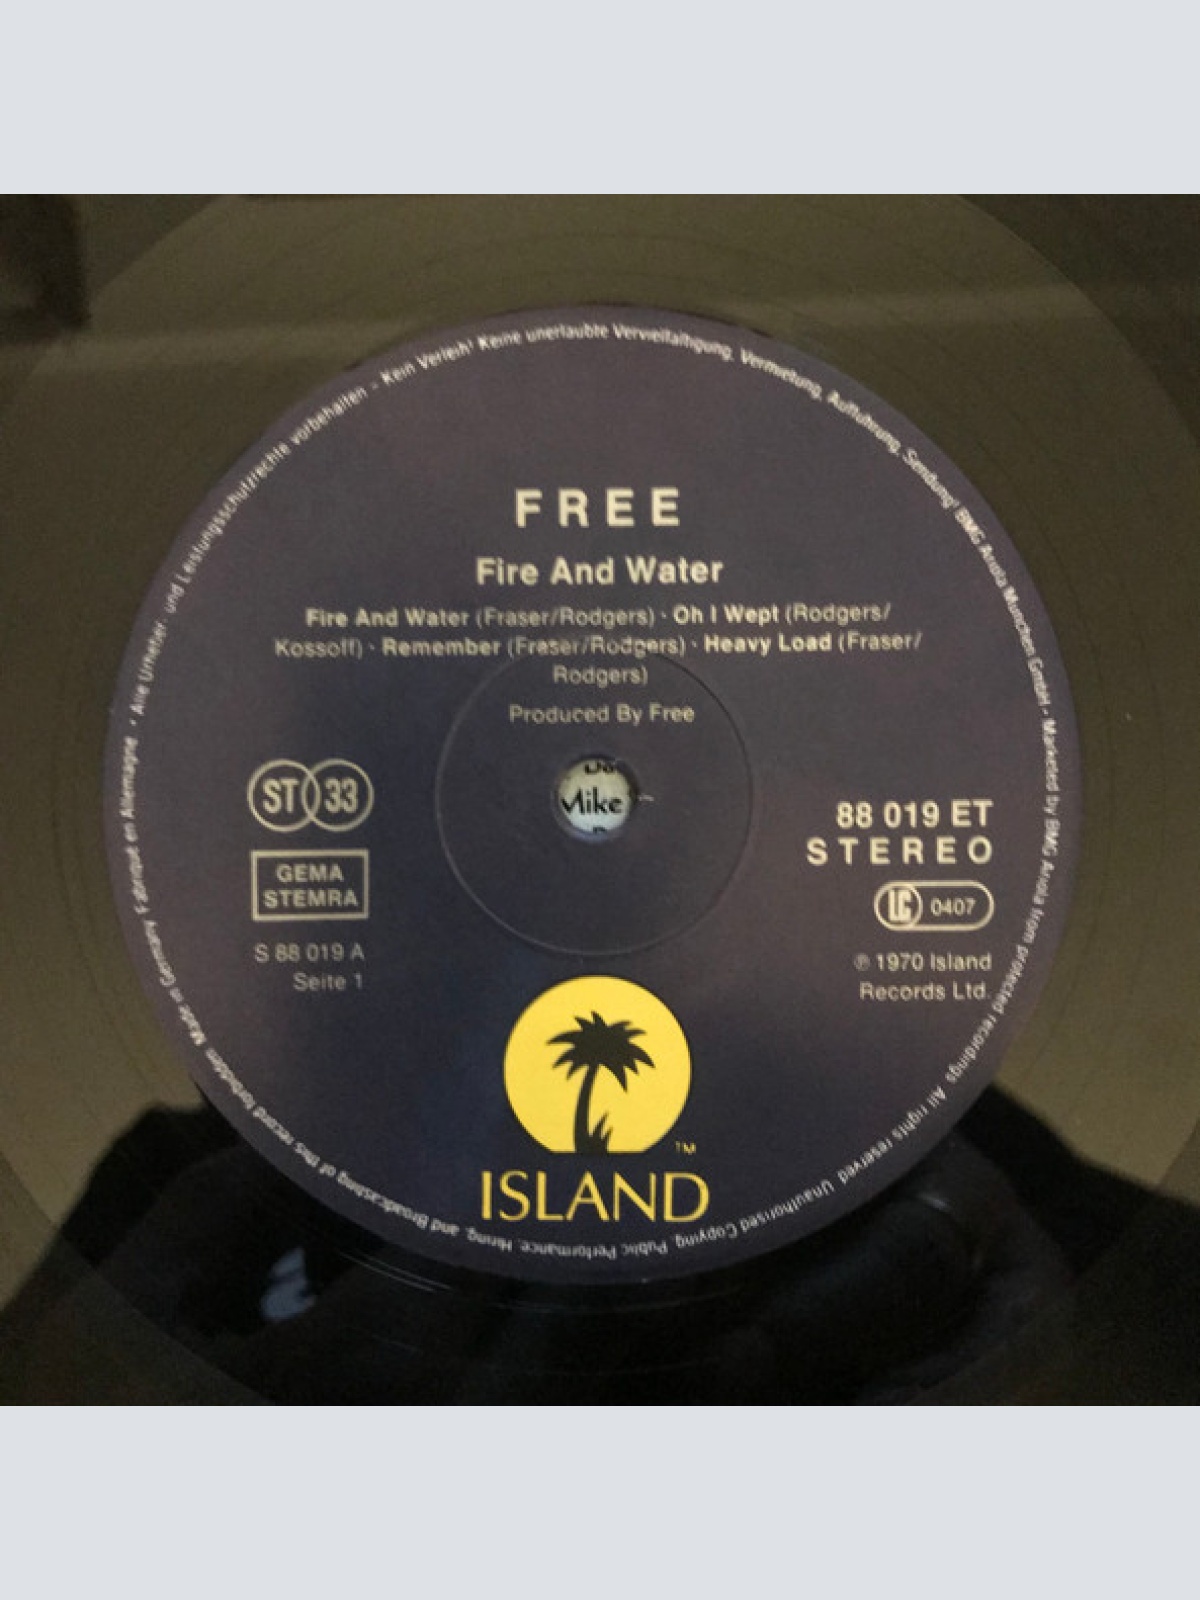 FREE
Fire And Water
Fire And Water (Fraser/Rodgers) · Oh I Wept (Rodgers/
Kossoff) · Remember (Fraser/Rodgers) · Heavy Load (Fraser/
Rodgers)
Produced By Free
ST 33
GEMA
STEMRA
S 88 019 A
Seite 1
Mike
88 019 ET
STEREO
LC 0407
℗ 1970 Island
Records Ltd.
TM
ISLAND
· Alle Urheber- und Leistungsschutzrechte vorbehalten – Kein Verleih! Keine unerlaubte Vervielfältigung, Vermietung, Aufführung, Sendung! BMG Ariola München GmbH - Marketed by BMG Ariola from protected recordings. All rights reserved. Unauthorised Copying, Public Performance, Hiring, and Broadcasting of this record forbidden. Made in Germany Fabriqué en Allemagne